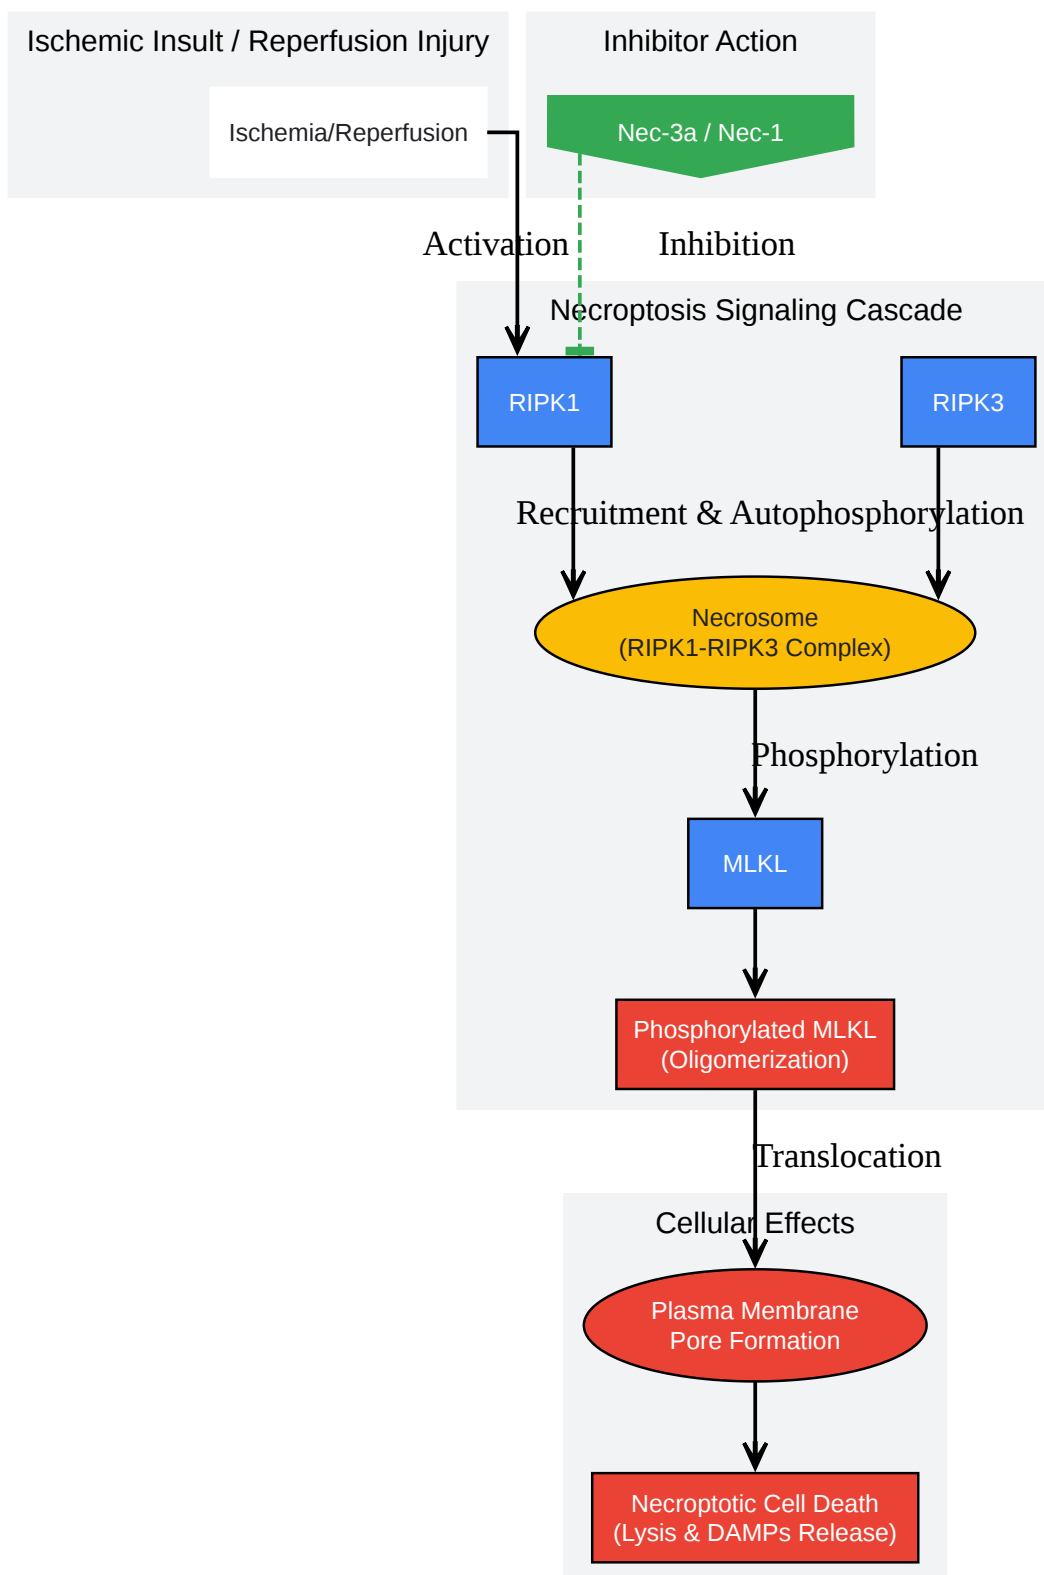 Ischemic Insult / Reperfusion Injury
Inhibitor Action
Ischemia/Reperfusion
Nec-3a / Nec-1
Activation
Inhibition
Necroptosis Signaling Cascade
RIPK1
RIPK3
Recruitment & Autophosphorylation
Necrosome
(RIPK1-RIPK3 Complex)
Phosphorylation
MLKL
Phosphorylated MLKL
(Oligomerization)
Translocation
Cellular Effects
Plasma Membrane
Pore Formation
Necroptotic Cell Death
(Lysis & DAMPs Release)